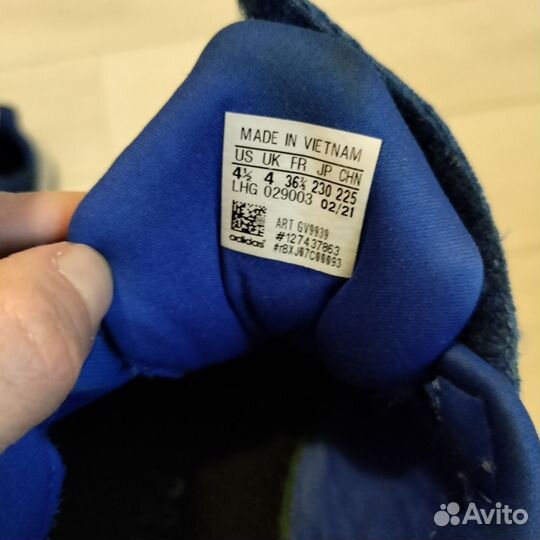 MADE IN VIETNAM
US UK FR JP CHN
4½ 4 36⅔ 230 225
LHG 029003 02/21
ART GV9939
#127437863
#rBXJ07C00093
adidas
Avito